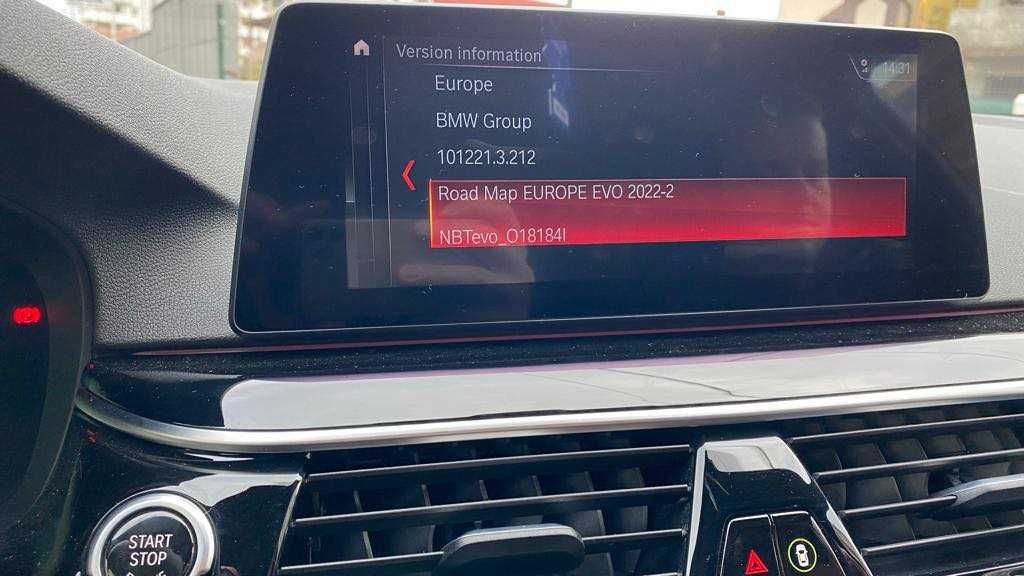 Version information
14:31
Europe
BMW Group
101221.3.212
Road Map EUROPE EVO 2022-2
NBTevo_O18184I
START
STOP